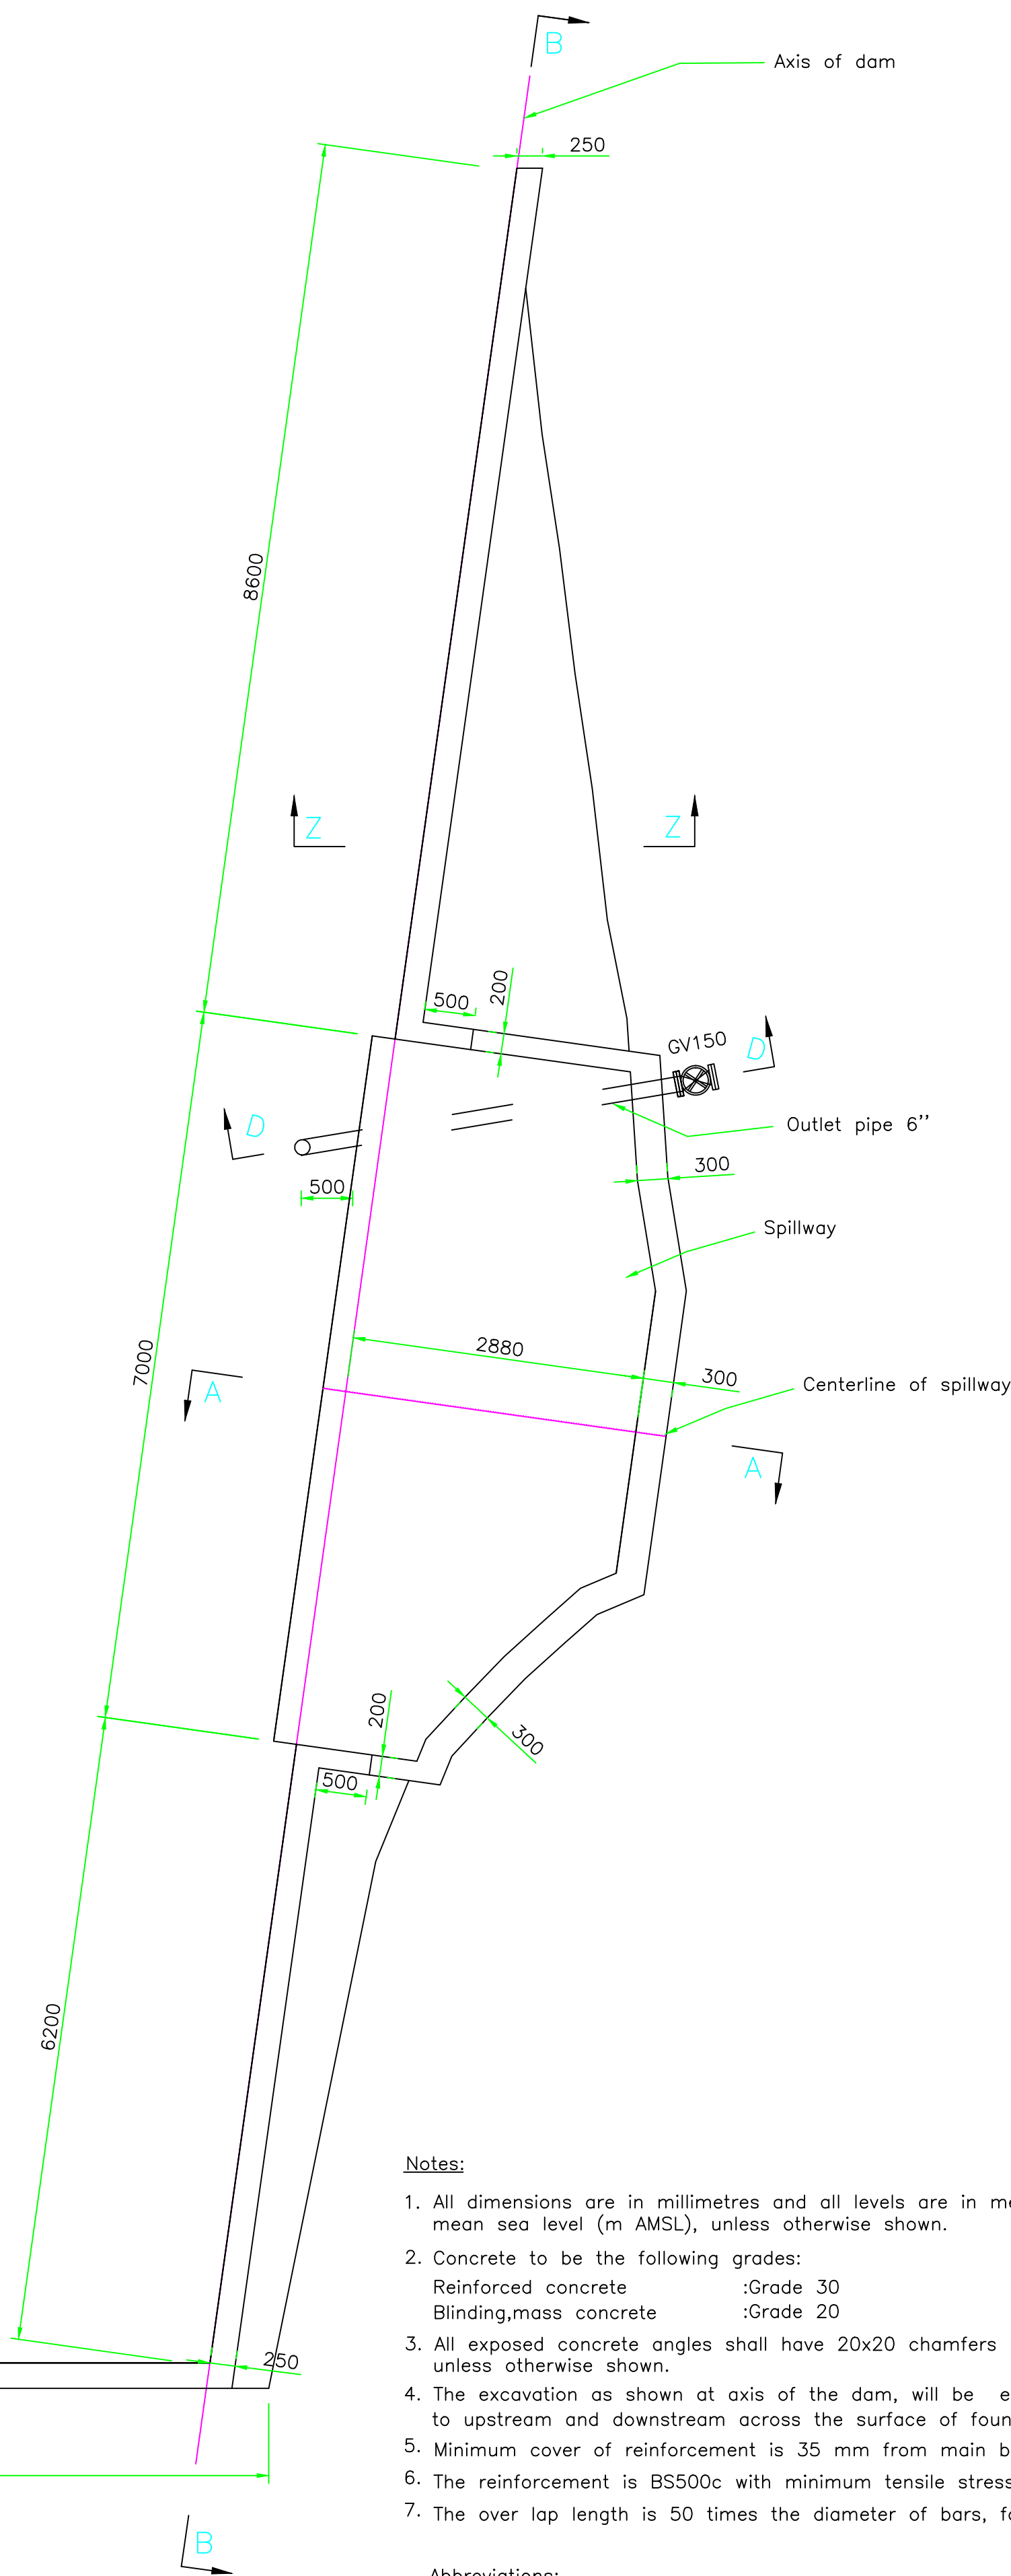 B
Axis of dam
250
8600
Z Z
500
200
GV150
D
D
Outlet pipe 6’’
500
300
Spillway
7000
2880
300
A
Centerline of spillway
A
200
300
500
6200
Notes:
1. All dimensions are in millimetres and all levels are in
mean sea level (m AMSL), unless otherwise shown.
2. Concrete to be the following grades:
Reinforced concrete :Grade 30
Blinding,mass concrete :Grade 20
250
3. All exposed concrete angles shall have 20x20 chamfers
unless otherwise shown.
4. The excavation as shown at axis of the dam, will be
to upstream and downstream across the surface of
5. Minimum cover of reinforcement is 35 mm from main
6. The reinforcement is BS500c with minimum tensile stress
7. The over lap length is 50 times the diameter of bars,
B
Abbreviations: